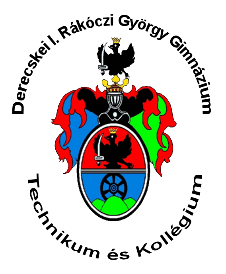 Derecskei I. Rákóczi György Gimnázium
Technikum és Kollégium